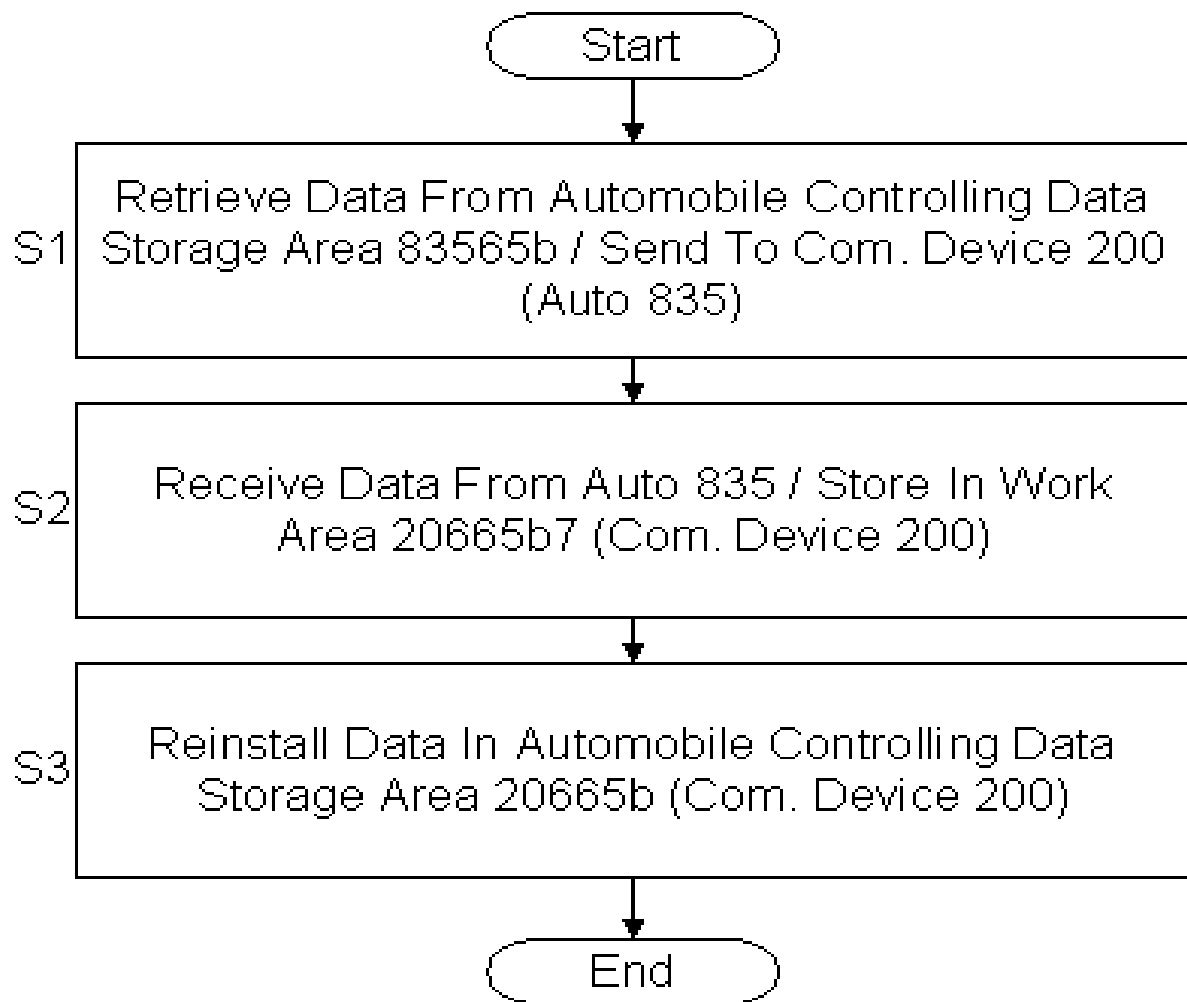 Start
S1
Retrieve Data From Automobile Controlling Data
Storage Area 83565b / Send To Com. Device 200
(Auto 835)
S2
Receive Data From Auto 835 / Store In Work
Area 20665b7 (Com. Device 200)
S3
Reinstall Data In Automobile Controlling Data
Storage Area 20665b (Com. Device 200)
End